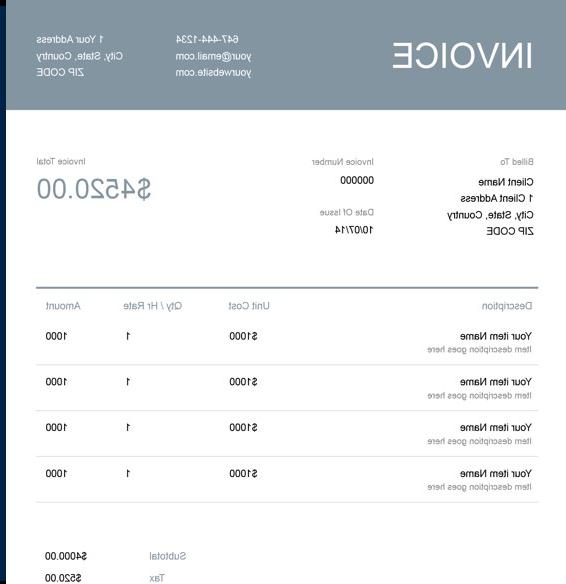 INVOICE
647-444-1234
your@email.com
yourwebsite.com
1 Your Address
City, State, Country
ZIP CODE
Billed To
Client Name
1 Client Address
City, State, Country
ZIP CODE
Invoice Number
000000
Date Of Issue
10/07/14
Invoice Total
$4520.00
Description Unit Cost Qty / Hr Rate Amount
Your item Name $1000 1 1000
Item description goes here
Your item Name $1000 1 1000
Item description goes here
Your item Name $1000 1 1000
Item description goes here
Your item Name $1000 1 1000
Item description goes here
Subtotal $4000.00
Tax $520.00